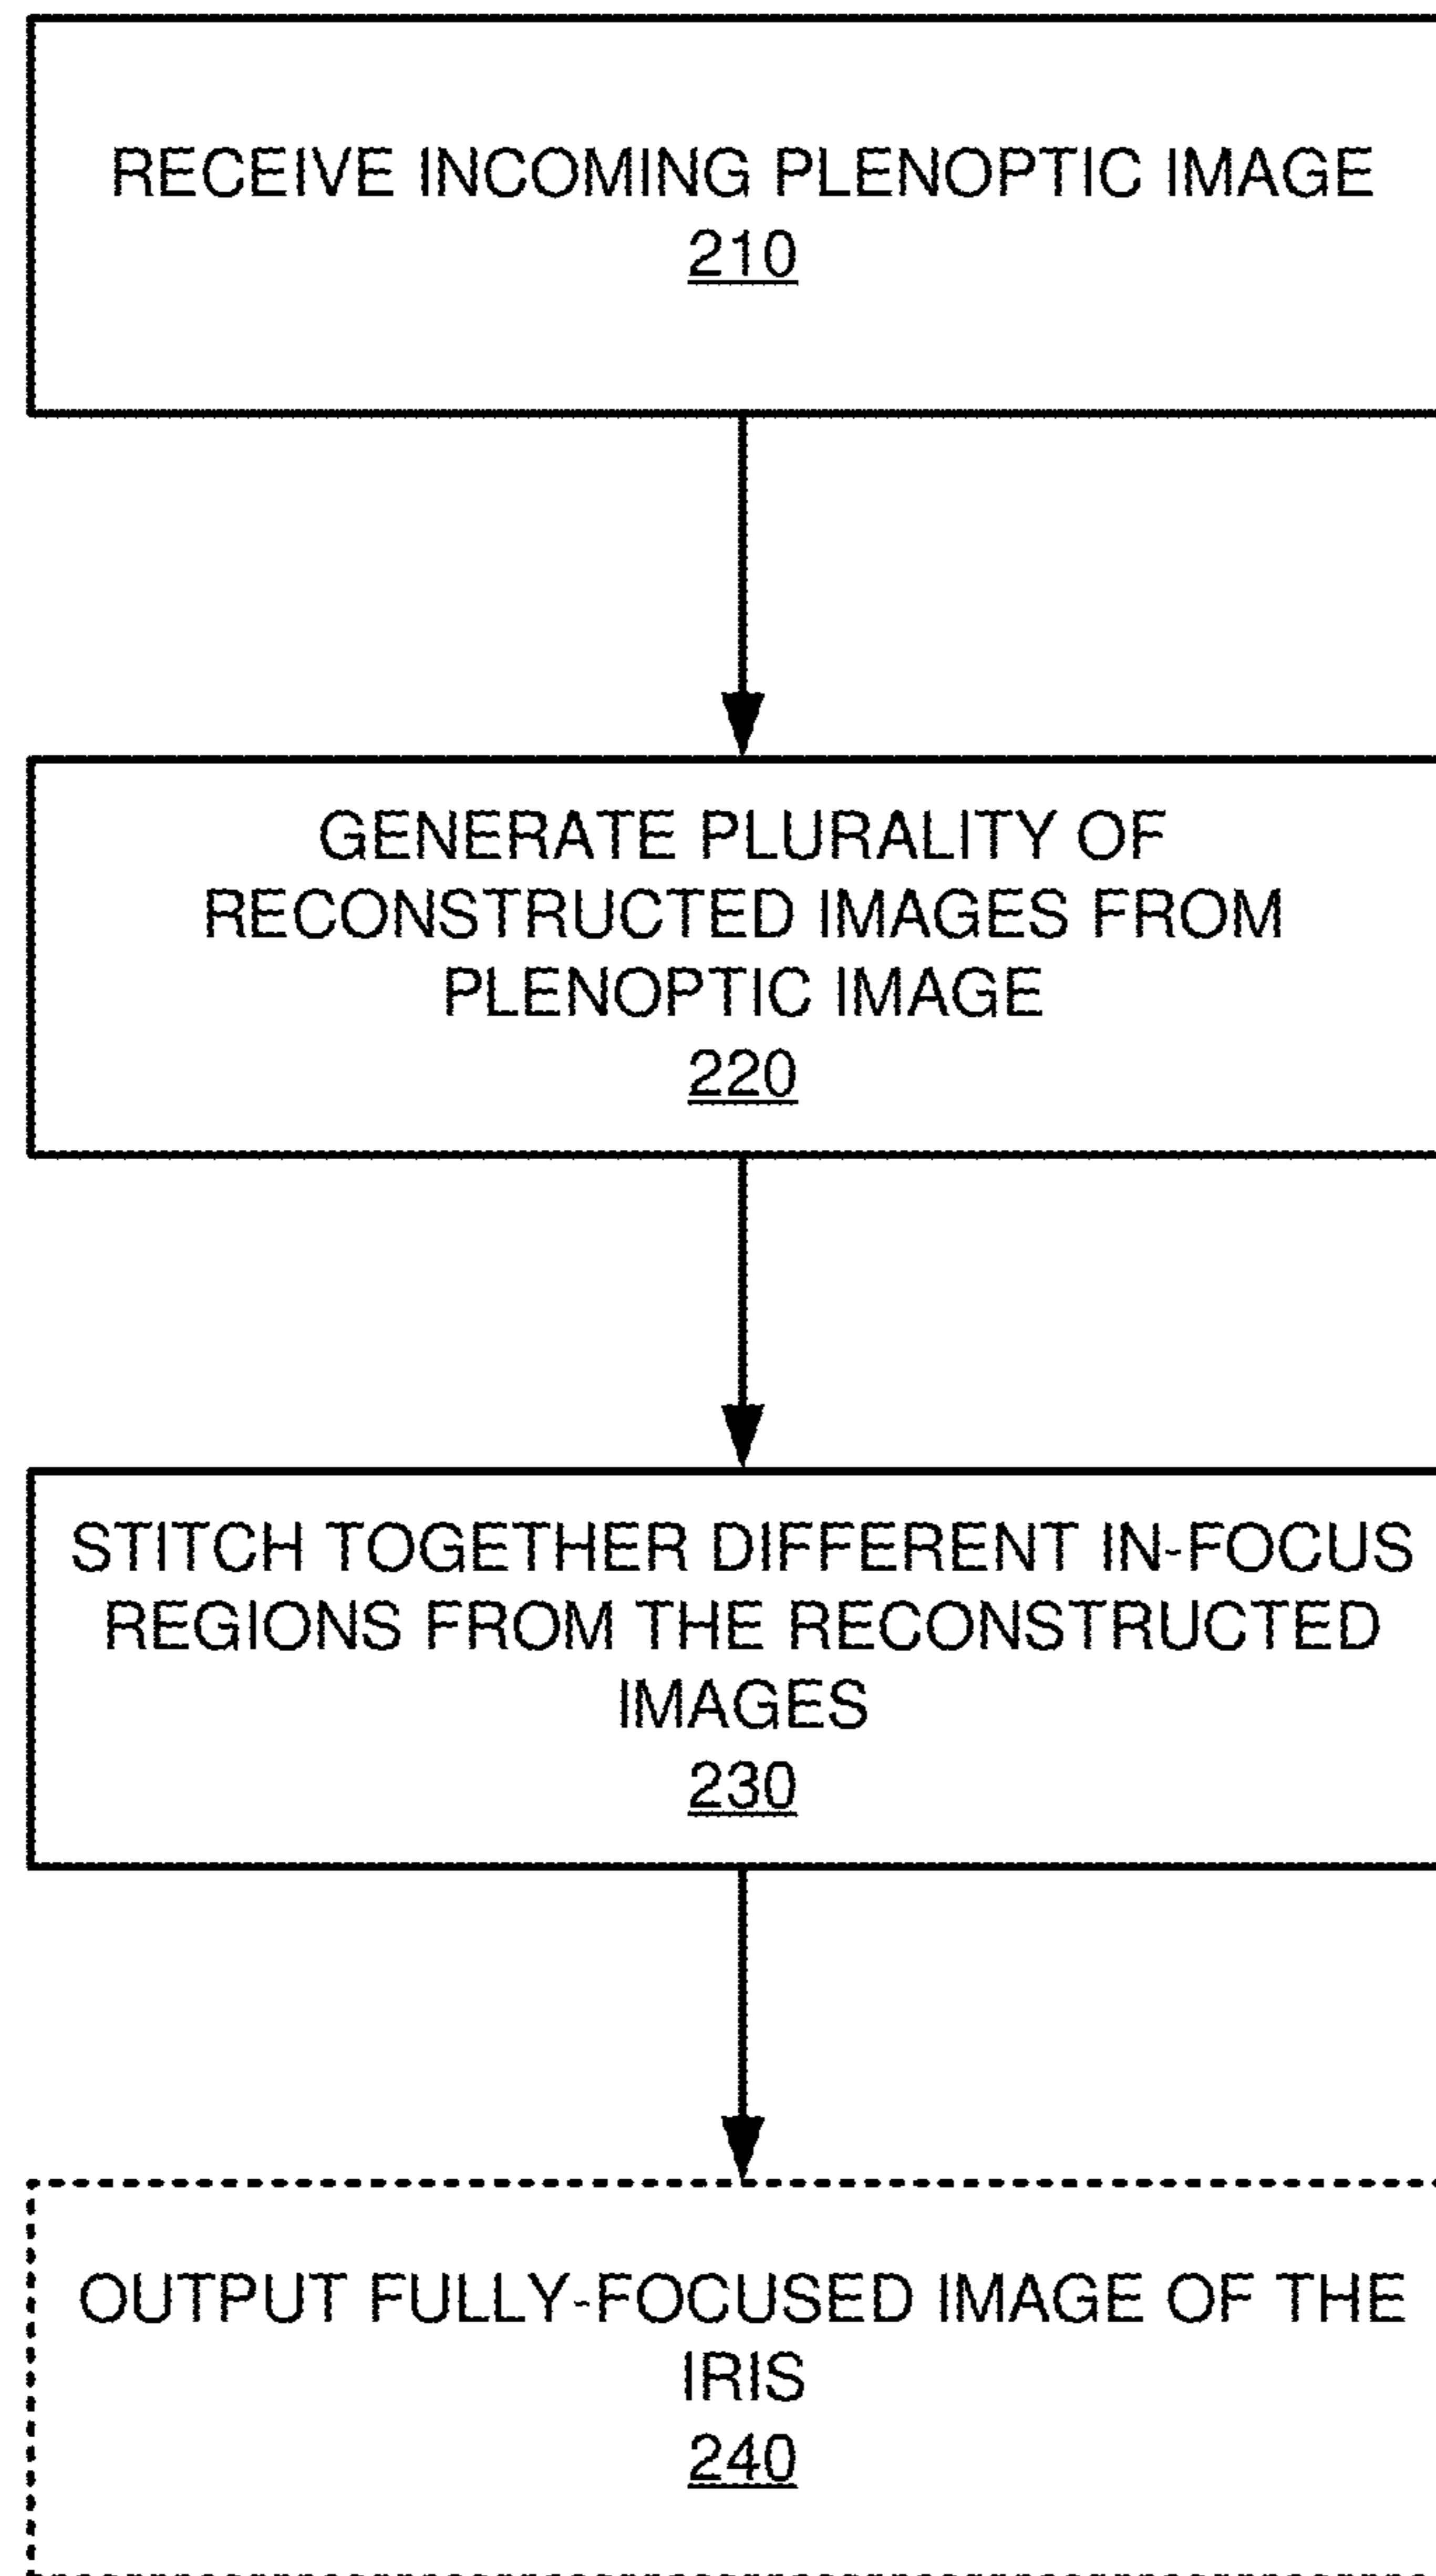 RECEIVE INCOMING PLENOPTIC IMAGE
210
GENERATE PLURALITY OF
RECONSTRUCTED IMAGES FROM
PLENOPTIC IMAGE
220
STITCH TOGETHER DIFFERENT IN-FOCUS
REGIONS FROM THE RECONSTRUCTED
IMAGES
230
OUTPUT FULLY-FOCUSED IMAGE OF THE
IRIS
240